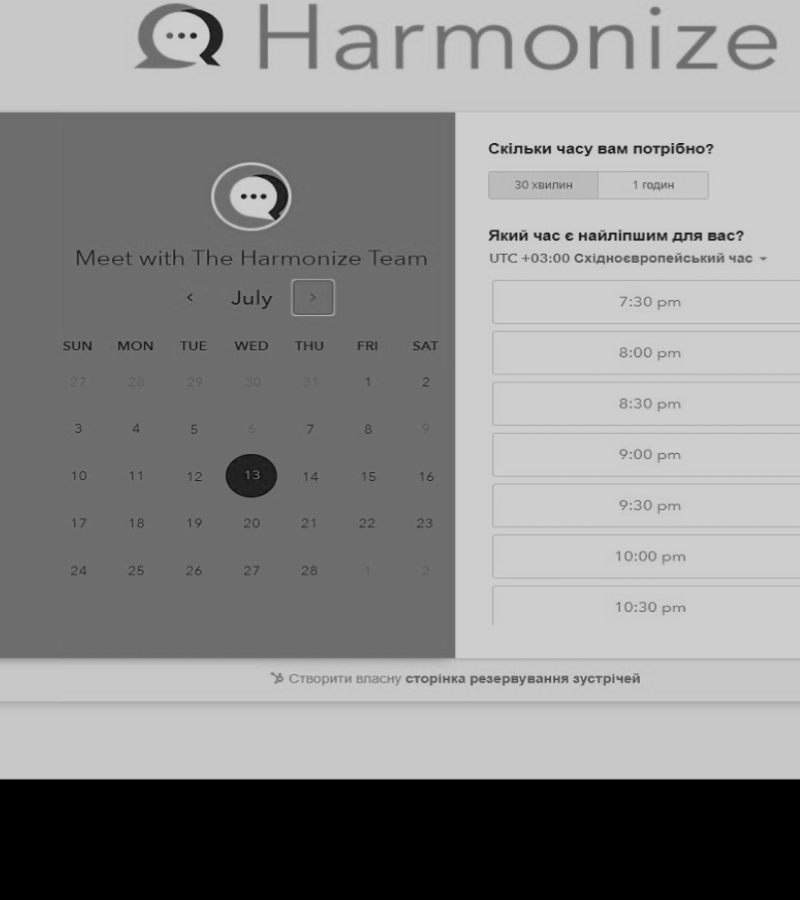 Harmonize
Meet with The Harmonize Team
< July >
SUN MON TUE WED THU FRI SAT
27 28 29 30 31 1 2
3 4 5 6 7 8 9
10 11 12 13 14 15 16
17 18 19 20 21 22 23
24 25 26 27 28 1 2
Скільки часу вам потрібно?
30 хвилин 1 годин
Який час є найліпшим для вас?
UTC +03:00 Східноєвропейський час
7:30 pm
8:00 pm
8:30 pm
9:00 pm
9:30 pm
10:00 pm
10:30 pm
Створити власну сторінка резервування зустрічей